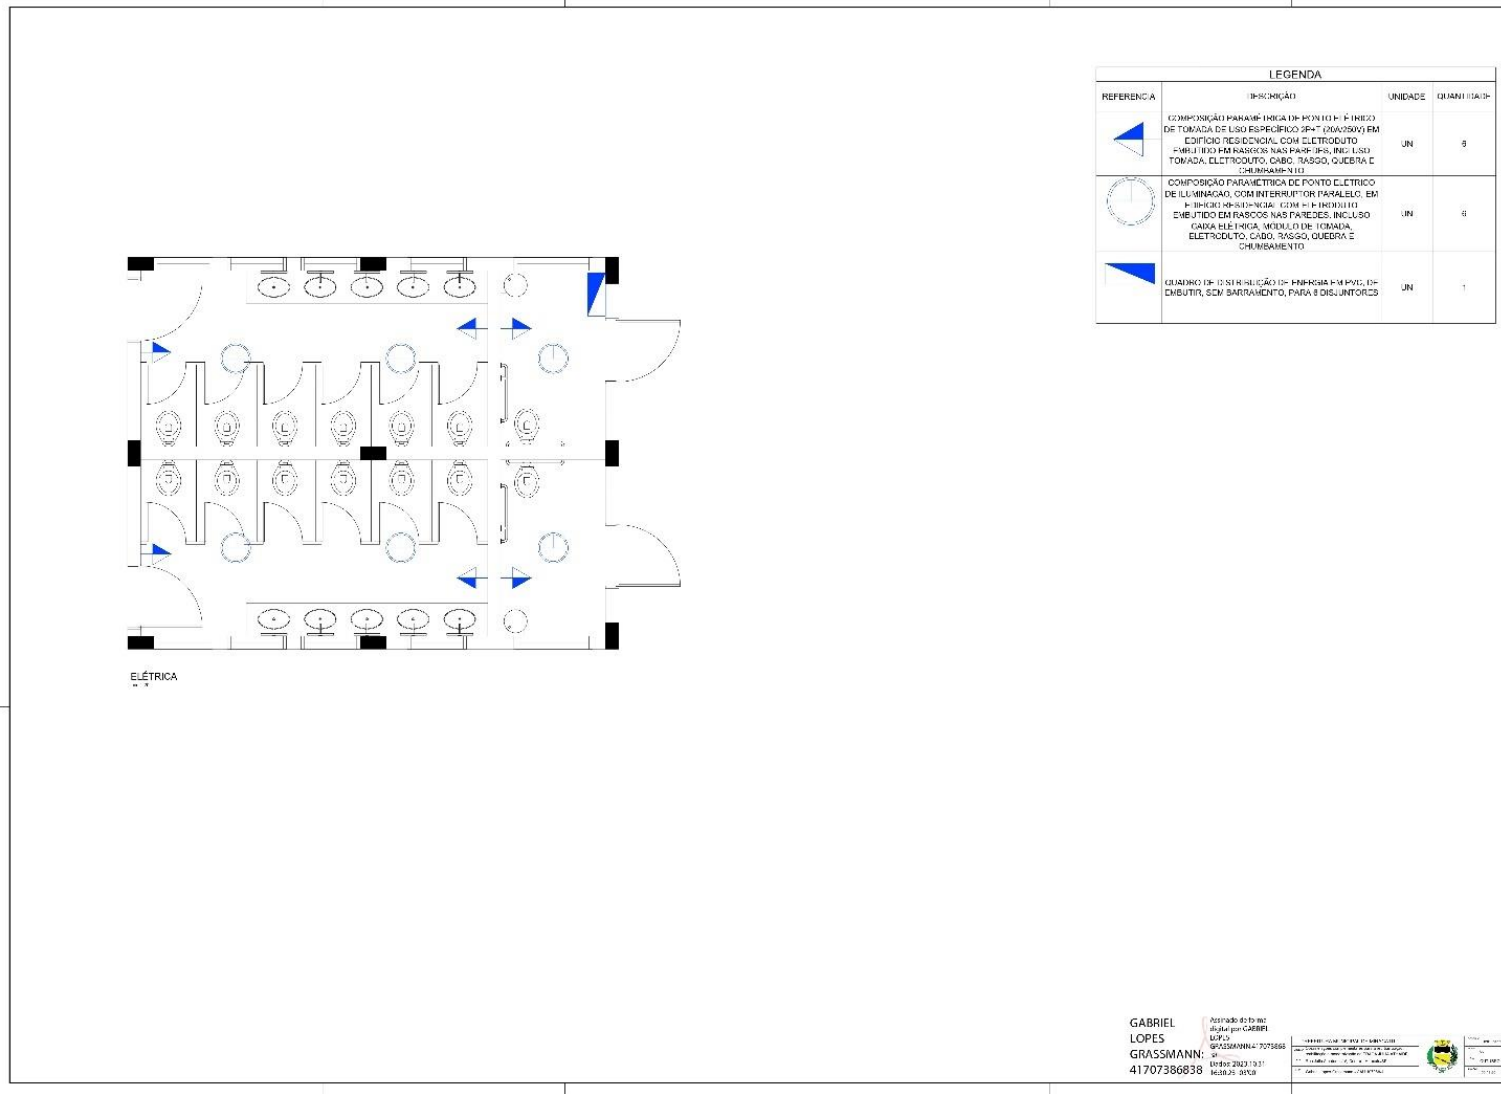 LEGENDA
REFERENCIA DESCRIÇÃO UNIDADE QUANTIDADE
COMPOSIÇÃO PARAMÉTRICA DE PONTO ELÉTRICO
DE TOMADA DE USO ESPECÍFICO 2P+T (20A/250V) EM
EDIFÍCIO RESIDENCIAL COM ELETRODUTO
EMBUTIDO EM RASGOS NAS PAREDES, INCLUSO
TOMADA, ELETRODUTO, CABO, RASGO, QUEBRA E
CHUMBAMENTO
UN 6
COMPOSIÇÃO PARAMÉTRICA DE PONTO ELÉTRICO
DE ILUMINAÇÃO, COM INTERRUPTOR PARALELO, EM
EDIFÍCIO RESIDENCIAL COM ELETRODUTO
EMBUTIDO EM RASGOS NAS PAREDES, INCLUSO
CAIXA ELÉTRICA, MÓDULO DE TOMADA,
ELETRODUTO, CABO, RASGO, QUEBRA E
CHUMBAMENTO
UN 6
QUADRO DE DISTRIBUIÇÃO DE ENERGIA EM PVC, DE
EMBUTIR, SEM BARRAMENTO, PARA 6 DISJUNTORES
UN 1
ELÉTRICA
GABRIEL
LOPES
GRASSMANN:
41707386838
Assinado de forma
digital por GABRIEL
LOPES